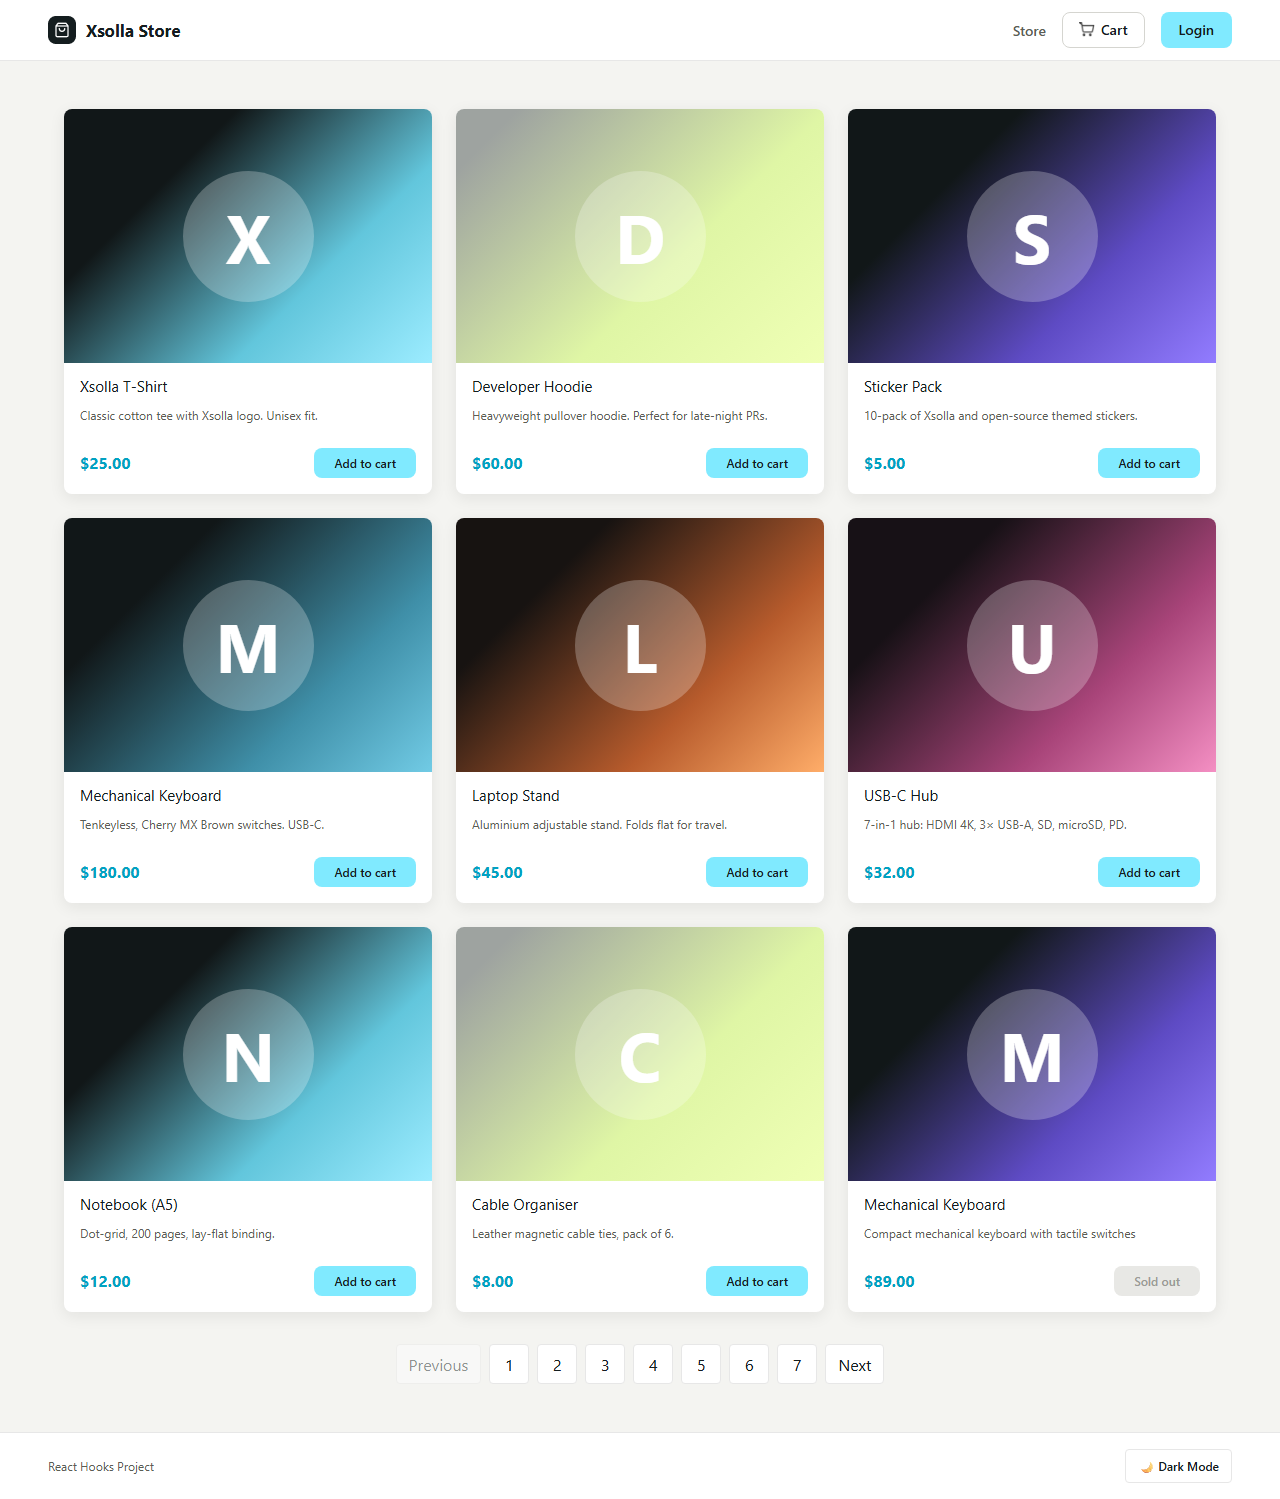 Xsolla Store
Store
Cart
Login
X
D
S
Xsolla T-Shirt
Classic cotton tee with Xsolla logo. Unisex fit.
$25.00
Add to cart
Developer Hoodie
Heavyweight pullover hoodie. Perfect for late-night PRs.
$60.00
Add to cart
Sticker Pack
10-pack of Xsolla and open-source themed stickers.
$5.00
Add to cart
M
L
U
Mechanical Keyboard
Tenkeyless, Cherry MX Brown switches. USB-C.
$180.00
Add to cart
Laptop Stand
Aluminium adjustable stand. Folds flat for travel.
$45.00
Add to cart
USB-C Hub
7-in-1 hub: HDMI 4K, 3× USB-A, SD, microSD, PD.
$32.00
Add to cart
N
C
M
Notebook (A5)
Dot-grid, 200 pages, lay-flat binding.
$12.00
Add to cart
Cable Organiser
Leather magnetic cable ties, pack of 6.
$8.00
Add to cart
Mechanical Keyboard
Compact mechanical keyboard with tactile switches
$89.00
Sold out
Previous 1 2 3 4 5 6 7 Next
React Hooks Project
Dark Mode